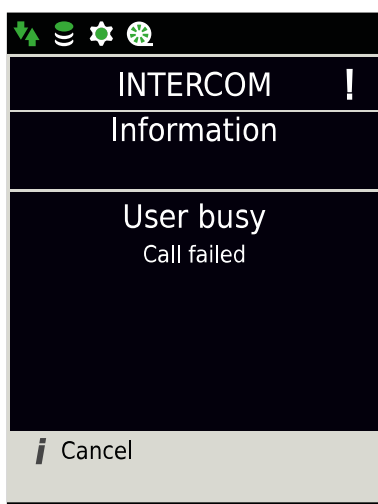 INTERCOM !
Information
User busy
Call failed
i Cancel